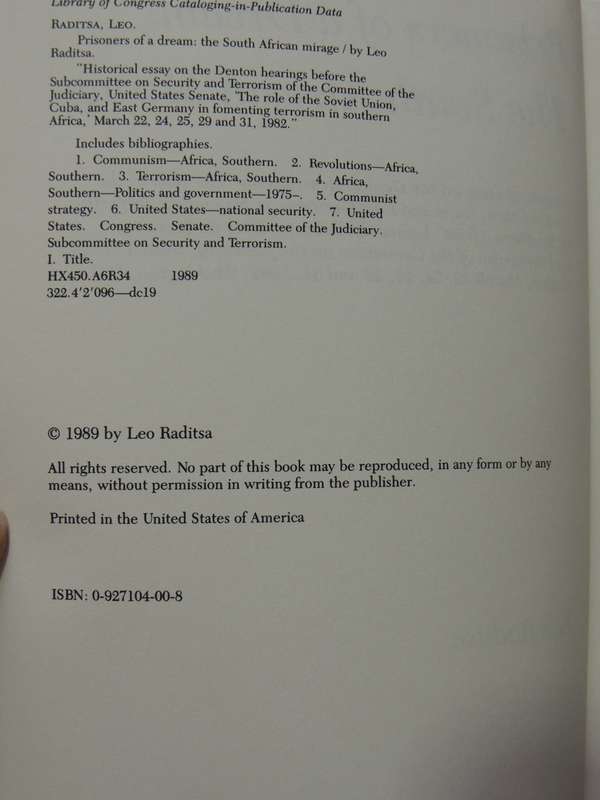 Library of Congress Cataloging-in-Publication Data
RADITSA, LEO.
Prisoners of a dream: the South African mirage / by Leo
Raditsa.
"Historical essay on the Denton hearings before the
Subcommittee on Security and Terrorism of the Committee of the
Judiciary, United States Senate, 'The role of the Soviet Union,
Cuba, and East Germany in fomenting terrorism in southern
Africa,' March 22, 24, 25, 29 and 31, 1982."
Includes bibliographies.
1. Communism—Africa, Southern. 2. Revolutions—Africa,
Southern. 3. Terrorism—Africa, Southern. 4. Africa,
Southern—Politics and government—1975–. 5. Communist
strategy. 6. United States—national security. 7. United
States. Congress. Senate. Committee of the Judiciary.
Subcommittee on Security and Terrorism.
I. Title.
HX450.A6R34 1989
322.4'2'096—dc19
© 1989 by Leo Raditsa
All rights reserved. No part of this book may be reproduced, in any form or by any
means, without permission in writing from the publisher.
Printed in the United States of America
ISBN: 0-927104-00-8